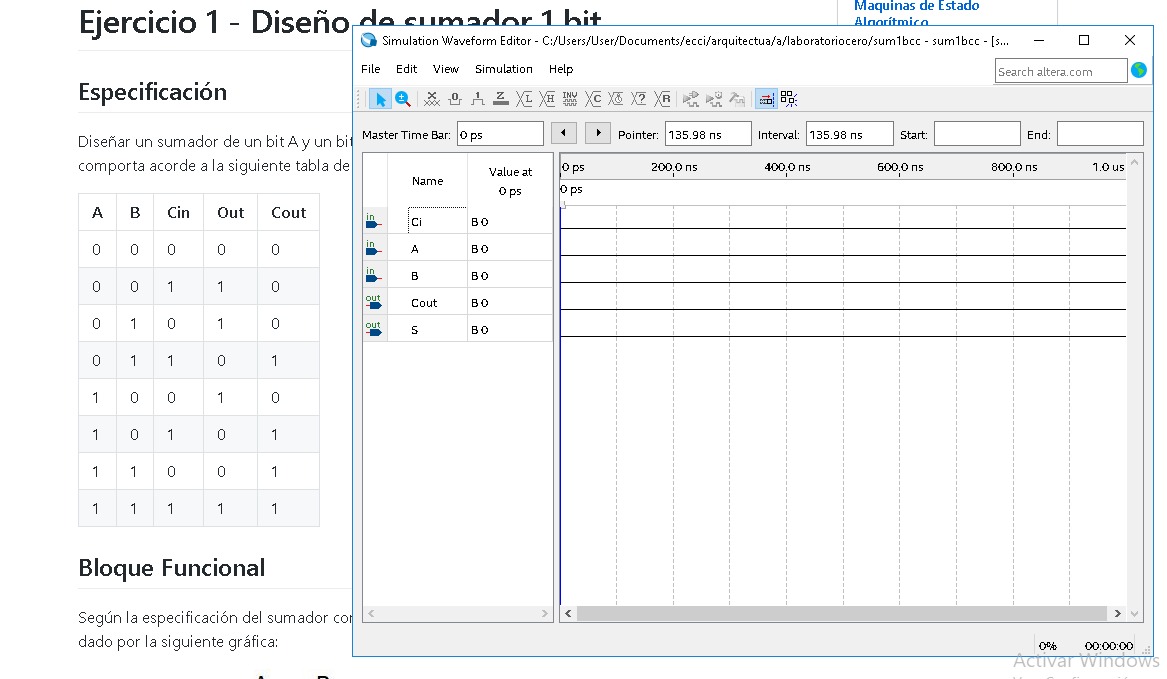 Ejercicio 1 - Diseño de sumador 1 bit
Maquinas de Estado
Algorítmico
Especificación
Diseñar un sumador de un bit A y un bit
comporta acorde a la siguiente tabla de
A B Cin Out Cout
0 0 0 0 0
0 0 1 1 0
0 1 0 1 0
0 1 1 0 1
1 0 0 1 0
1 0 1 0 1
1 1 0 0 1
1 1 1 1 1
Bloque Funcional
Según la especificación del sumador
dado por la siguiente gráfica:
Simulation Waveform Editor - C:/Users/User/Documents/ecci/arquitectua/a/laboratoriocero/sum1bcc - sum1bcc - [s...
File Edit View Simulation Help
Search altera.com
Master Time Bar: 0 ps Pointer: 135.98 ns Interval: 135.98 ns Start: End:
Name Value at
0 ps
0 ps 200.0 ns 400.0 ns 600.0 ns 800.0 ns 1.0 us
0 ps
in Ci B 0
in A B 0
in B B 0
out Cout B 0
out S B 0
0% 00:00:00
Activar Windows